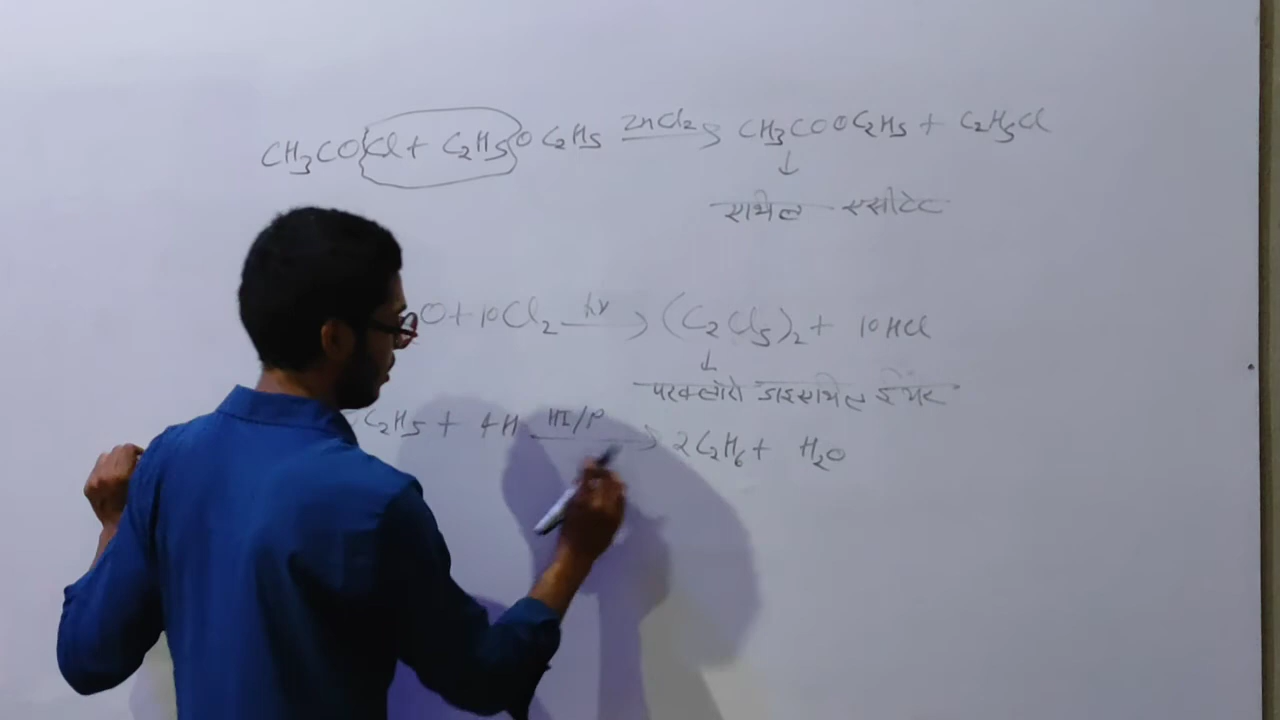 CH₃COCl + C₂H₅OC₂H₅ —ZnCl₂→ CH₃COOC₂H₅ + C₂H₅Cl
↓
एथिल एसीटेट
O + 10Cl₂ —hν→ (C₂Cl₅)₂ + 10HCl
↓
परक्लोरो डाइएथिल ईथर
C₂H₅ + 4H —HI/P→ 2C₂H₆ + H₂O